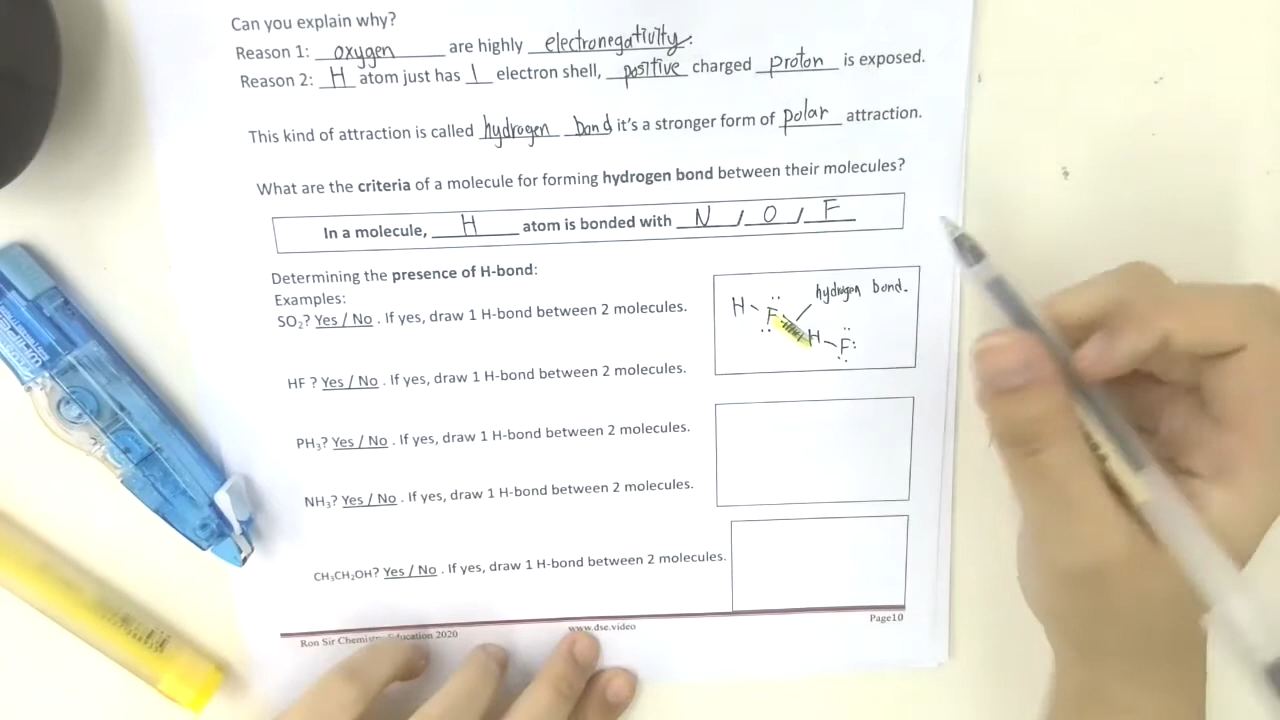 Can you explain why?
Reason 1: oxygen are highly electronegativity.
Reason 2: H atom just has 1 electron shell, positive charged proton is exposed.
This kind of attraction is called hydrogen bond it's a stronger form of polar attraction.
What are the criteria of a molecule for forming hydrogen bond between their molecules?
In a molecule, H atom is bonded with N , O , F
Determining the presence of H-bond:
Examples:
SO₂? Yes / No . If yes, draw 1 H-bond between 2 molecules.
hydrogen bond.
H F
H F
HF ? Yes / No . If yes, draw 1 H-bond between 2 molecules.
PH₃? Yes / No . If yes, draw 1 H-bond between 2 molecules.
NH₃? Yes / No . If yes, draw 1 H-bond between 2 molecules.
CH₃CH₂OH? Yes / No . If yes, draw 1 H-bond between 2 molecules.
Ron Sir Chemistry Education 2020
www.dse.video
Page10